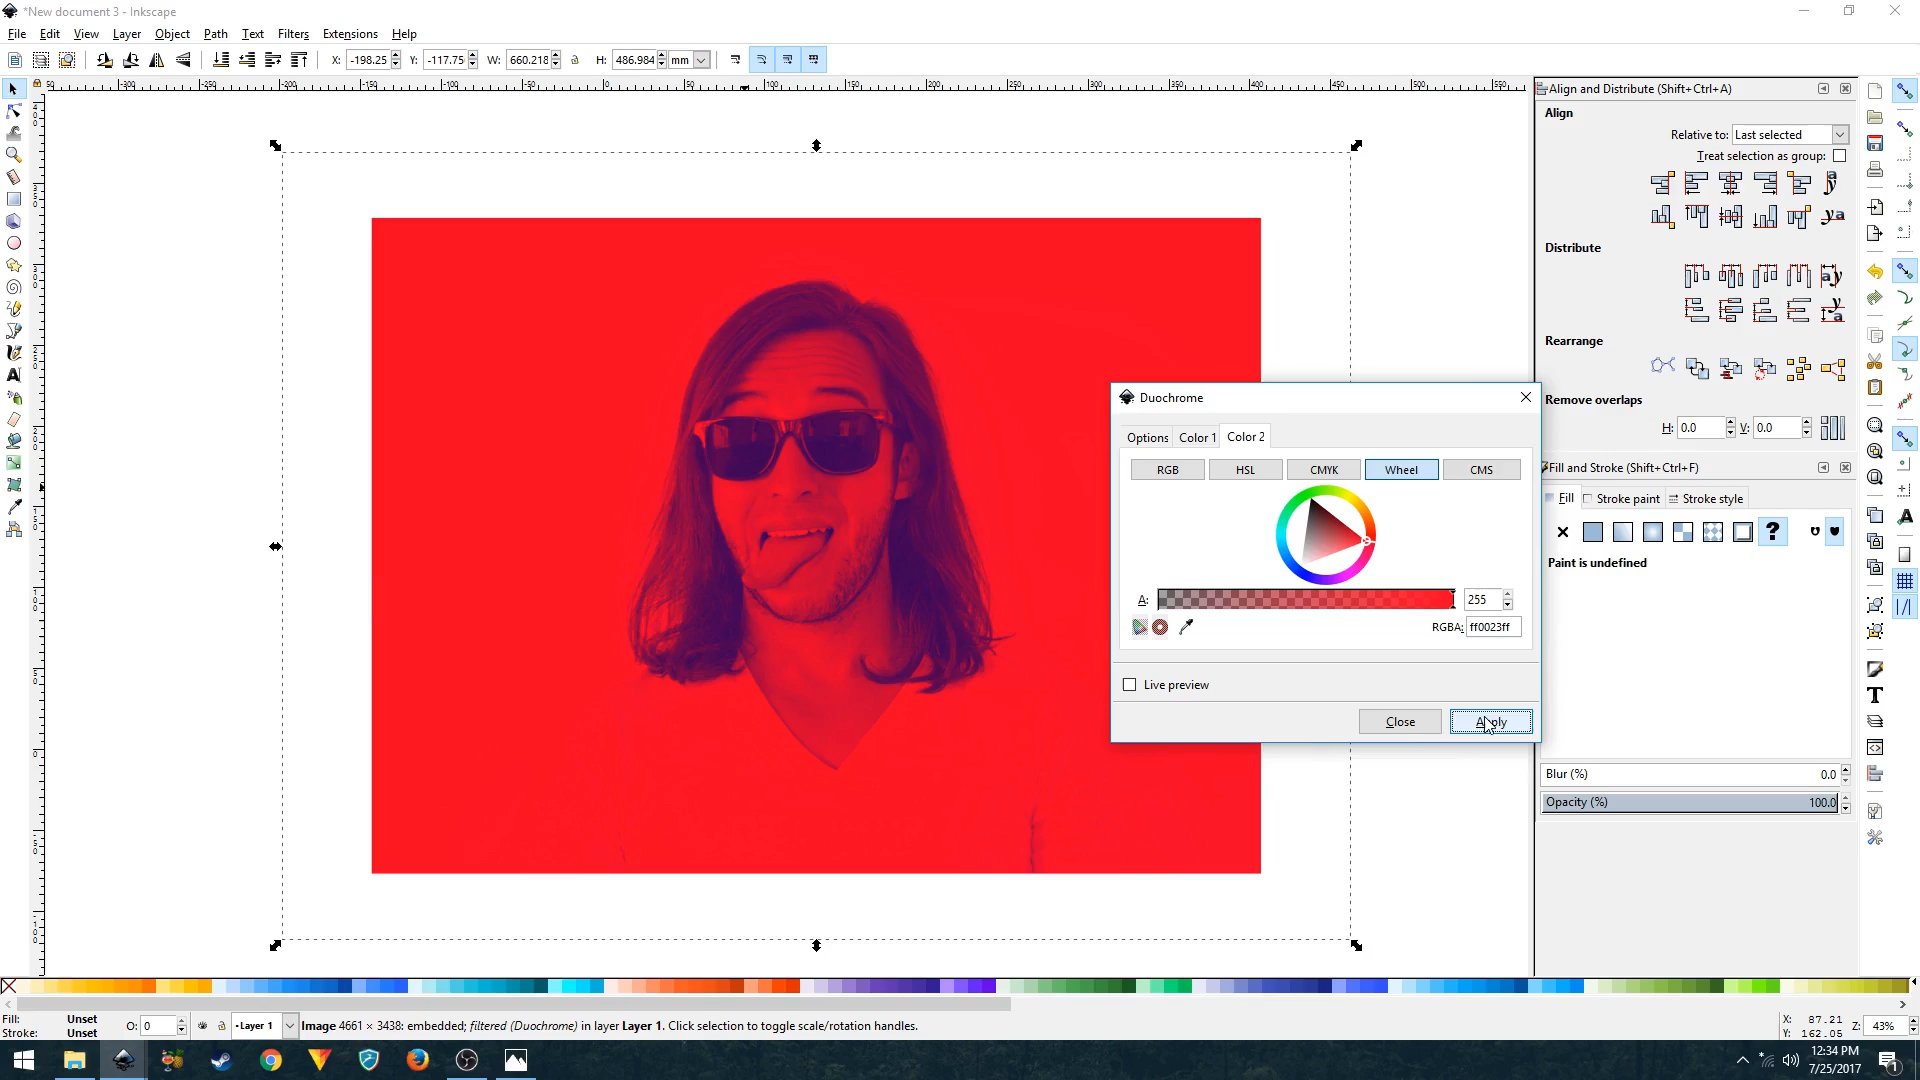 *New document 3 - Inkscape
File Edit View Layer Object Path Text Filters Extensions Help
X: -198.25 Y: -117.75 W: 660.218 H: 486.984 mm
Align and Distribute (Shift+Ctrl+A)
Align
Relative to: Last selected
Treat selection as group:
Distribute
Rearrange
Remove overlaps
H: 0.0 V: 0.0
Fill and Stroke (Shift+Ctrl+F)
Fill Stroke paint Stroke style
Paint is undefined
Blur (%) 0.0
Opacity (%) 100.0
Duochrome
Options Color 1 Color 2
RGB HSL CMYK Wheel CMS
A: 255
RGBA: ff0023ff
Live preview
Close Apply
Fill: Unset
Stroke: Unset
O: 0
Layer 1
Image 4661 × 3438: embedded; filtered (Duochrome) in layer Layer 1. Click selection to toggle scale/rotation handles.
X: 87.21
Y: 162.05
Z: 43%
12:34 PM
7/25/2017
1